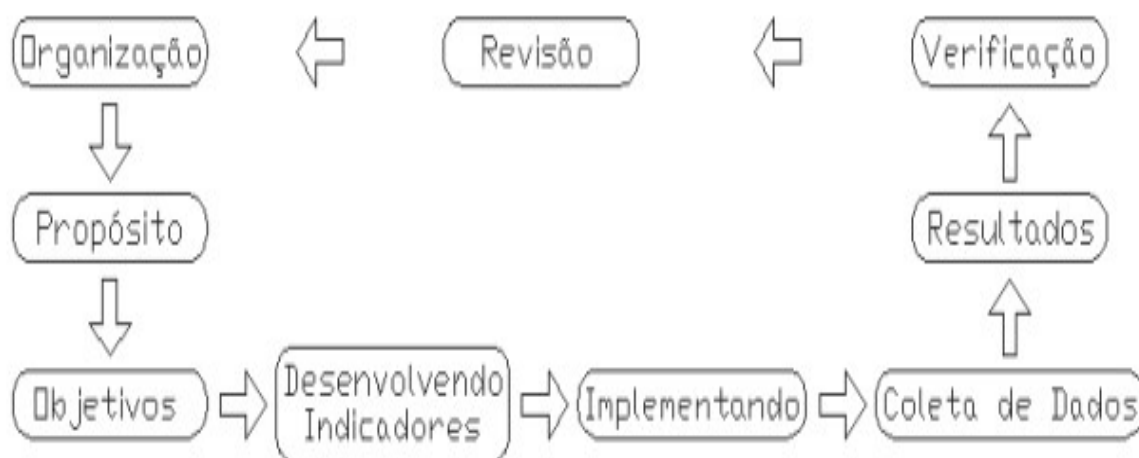 Organização
Revisão
Verificação
Propósito
Resultados
Objetivos
Desenvolvendo
Indicadores
Implementando
Coleta de Dados